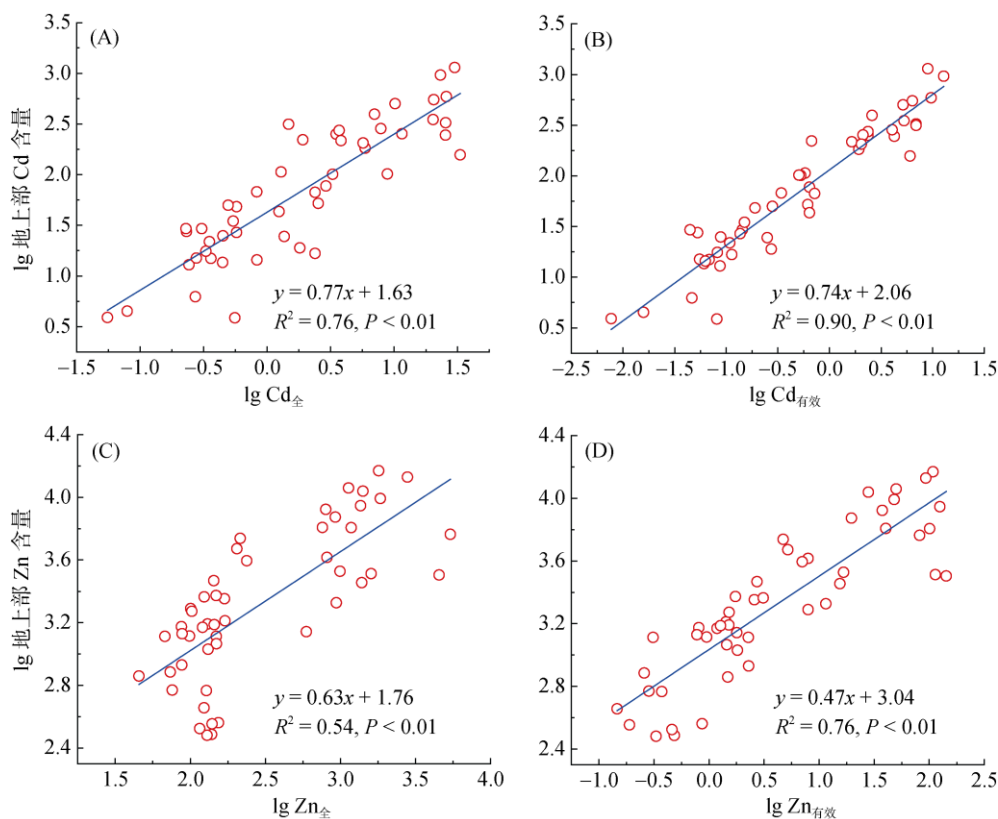 (A)
lg 地上部 Cd 含量
3.5
3.0
2.5
2.0
1.5
1.0
0.5
y = 0.77x + 1.63
R² = 0.76, P < 0.01
−1.5 −1.0 −0.5 0.0 0.5 1.0 1.5
lg Cd全
(B)
3.5
3.0
2.5
2.0
1.5
1.0
0.5
y = 0.74x + 2.06
R² = 0.90, P < 0.01
−2.5 −2.0 −1.5 −1.0 −0.5 0.0 0.5 1.0 1.5
lg Cd有效
(C)
lg 地上部 Zn 含量
4.4
4.0
3.6
3.2
2.8
2.4
y = 0.63x + 1.76
R² = 0.54, P < 0.01
1.5 2.0 2.5 3.0 3.5 4.0
lg Zn全
(D)
4.4
4.0
3.6
3.2
2.8
2.4
y = 0.47x + 3.04
R² = 0.76, P < 0.01
−1.0 −0.5 0.0 0.5 1.0 1.5 2.0 2.5
lg Zn有效